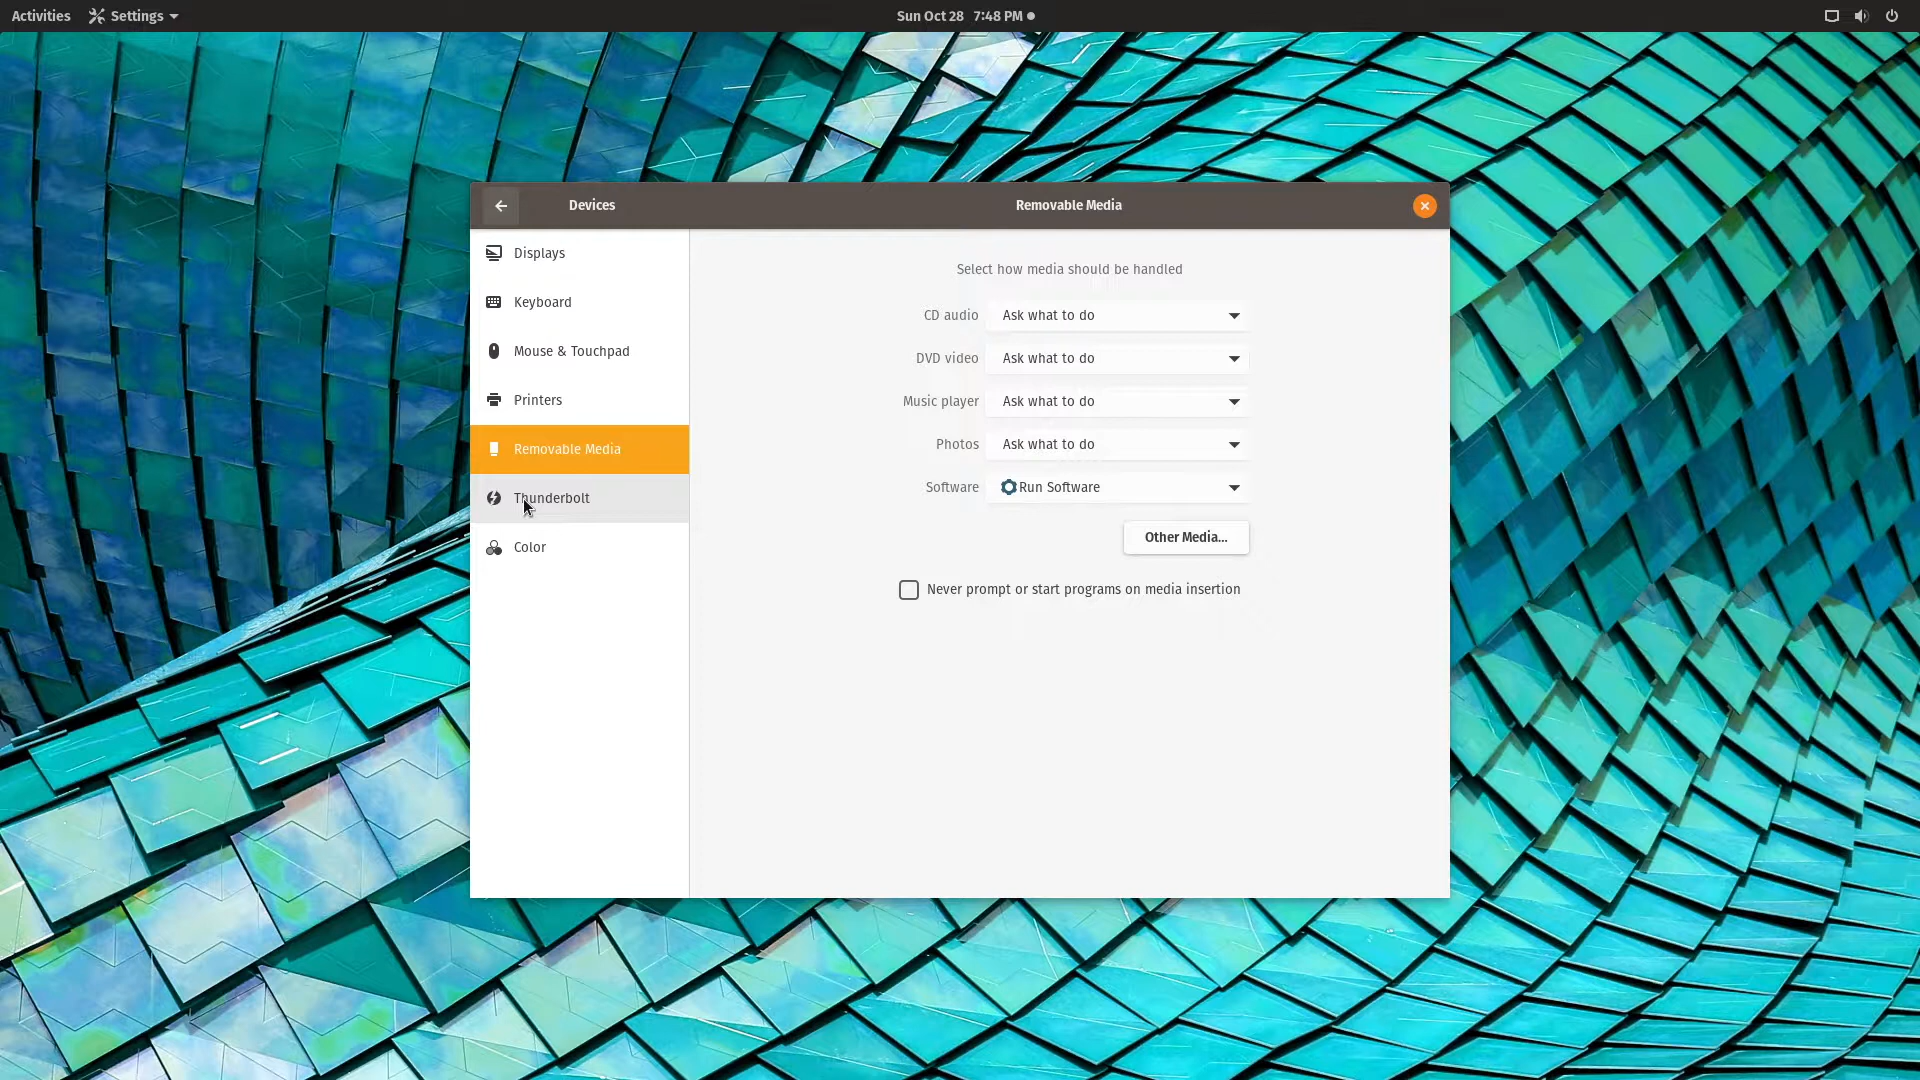 Activities
Settings
Sun Oct 28 7:48 PM
Devices
Removable Media
Displays
Keyboard
Mouse & Touchpad
Printers
Removable Media
Thunderbolt
Color
Select how media should be handled
CD audio Ask what to do
DVD video Ask what to do
Music player Ask what to do
Photos Ask what to do
Software Run Software
Other Media...
Never prompt or start programs on media insertion